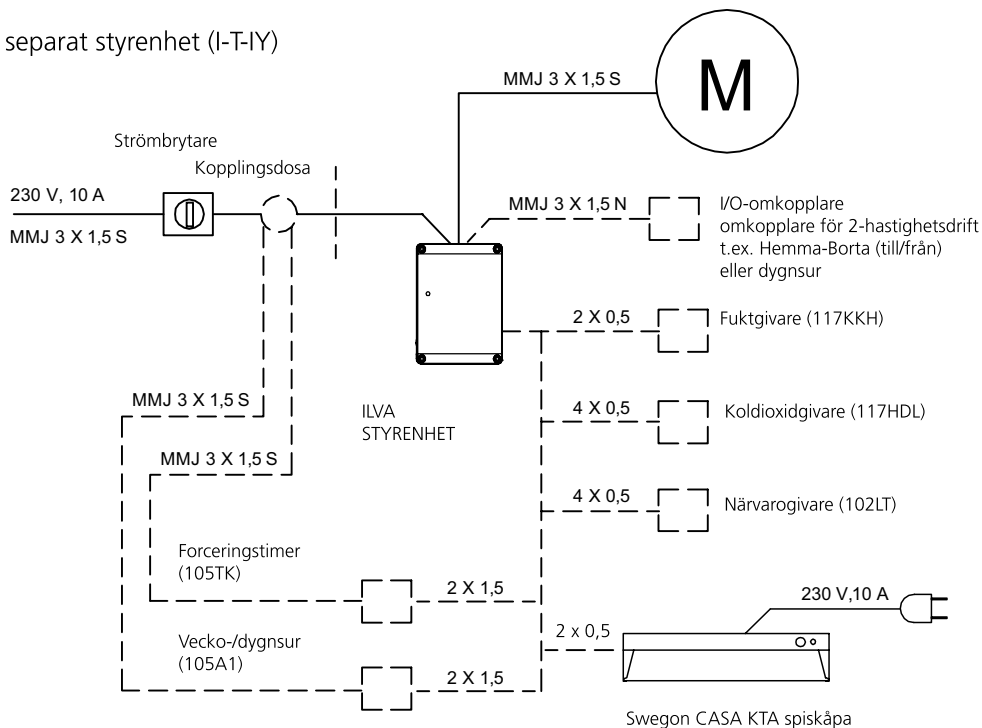 separat styrenhet (I-T-IY)
M
MMJ 3 X 1,5 S
Strömbrytare
Kopplingsdosa
230 V, 10 A
MMJ 3 X 1,5 S
MMJ 3 X 1,5 N
I/O-omkopplare
omkopplare för 2-hastighetsdrift
t.ex. Hemma-Borta (till/från)
eller dygnsur
2 X 0,5
Fuktgivare (117KKH)
MMJ 3 X 1,5 S
ILVA
STYRENHET
4 X 0,5
Koldioxidgivare (117HDL)
MMJ 3 X 1,5 S
4 X 0,5
Närvarogivare (102LT)
Forceringstimer
(105TK)
2 X 1,5
230 V,10 A
Vecko-/dygnsur
(105A1)
2 X 1,5
2 x 0,5
Swegon CASA KTA spiskåpa